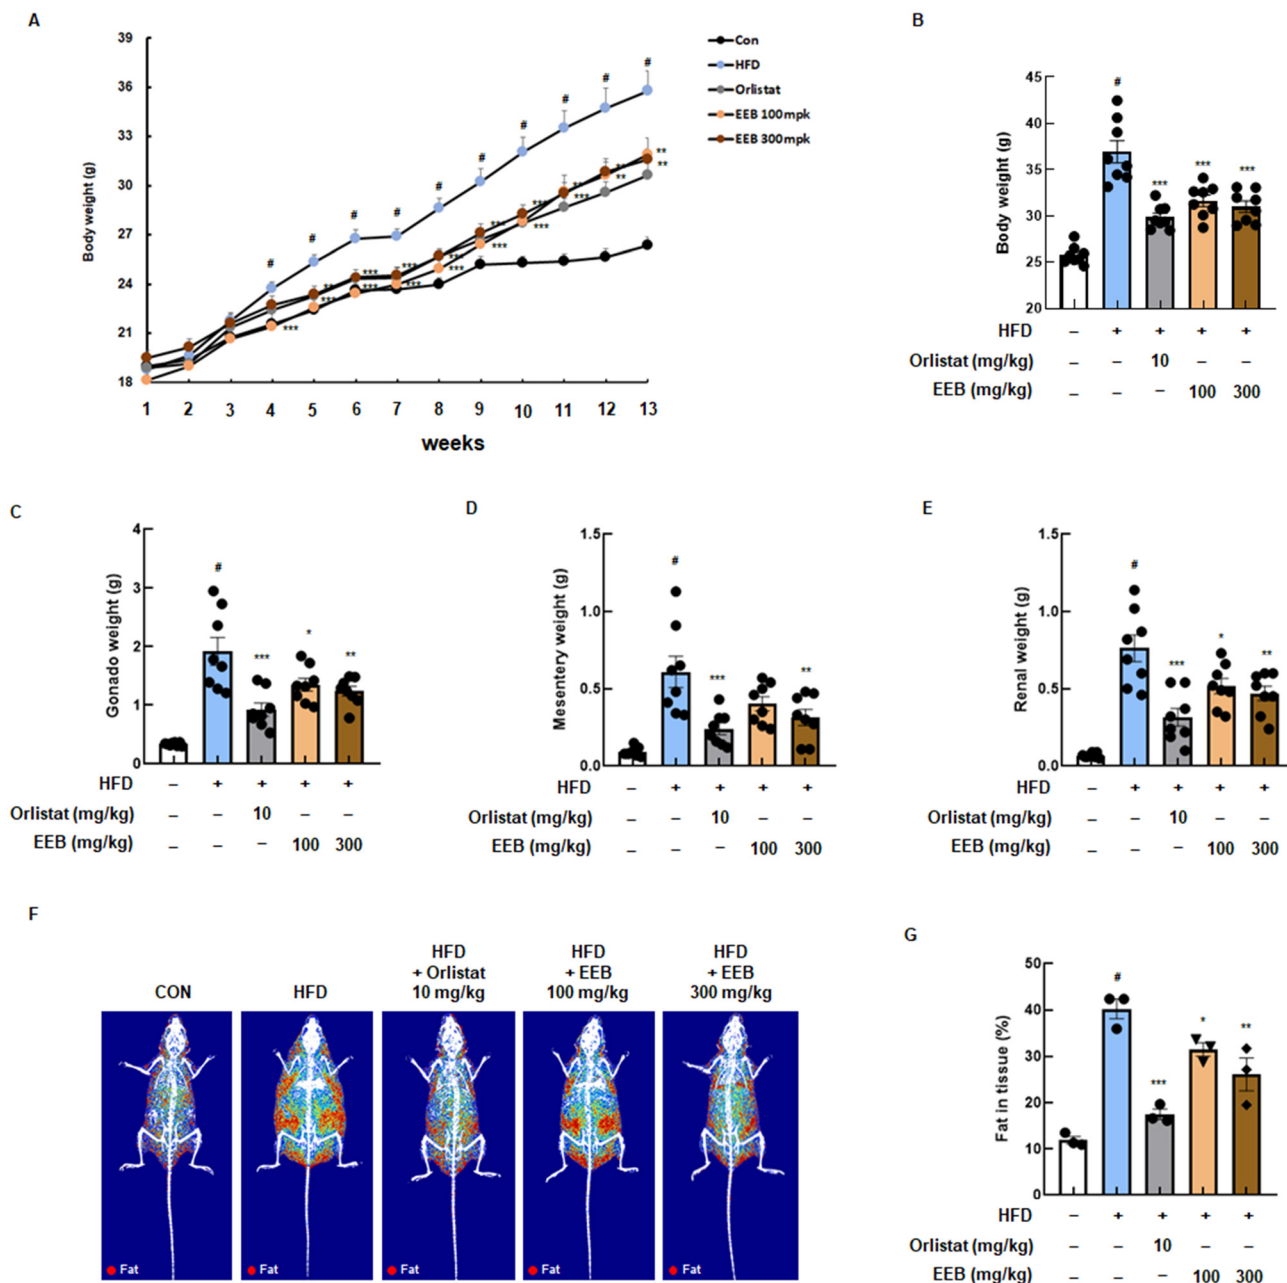 A
39
36
33
30
27
24
21
18
Body weight (g)
# # # # # # # # # #
*** *** *** *** *** *** *** *** *** ** ** **
1 2 3 4 5 6 7 8 9 10 11 12 13
weeks
Con
HFD
Orlistat
EEB 100mpk
EEB 300mpk
B
45
40
35
30
25
20
Body weight (g)
# *** *** ***
HFD – + + + +
Orlistat (mg/kg) – – 10 – –
EEB (mg/kg) – – – 100 300
C
4
3
2
1
0
Gonado weight (g)
# *** * **
HFD – + + + +
Orlistat (mg/kg) – – 10 – –
EEB (mg/kg) – – – 100 300
D
1.5
1.0
0.5
0.0
Mesentery weight (g)
# *** **
HFD – + + + +
Orlistat (mg/kg) – – 10 – –
EEB (mg/kg) – – – 100 300
E
1.5
1.0
0.5
0.0
Renal weight (g)
# *** * **
HFD – + + + +
Orlistat (mg/kg) – – 10 – –
EEB (mg/kg) – – – 100 300
F
CON
HFD
HFD
+ Orlistat
10 mg/kg
HFD
+ EEB
100 mg/kg
HFD
+ EEB
300 mg/kg
Fat
Fat
Fat
Fat
Fat
G
50
40
30
20
10
0
Fat in tissue (%)
# *** * **
HFD – + + + +
Orlistat (mg/kg) – – 10 – –
EEB (mg/kg) – – – 100 300